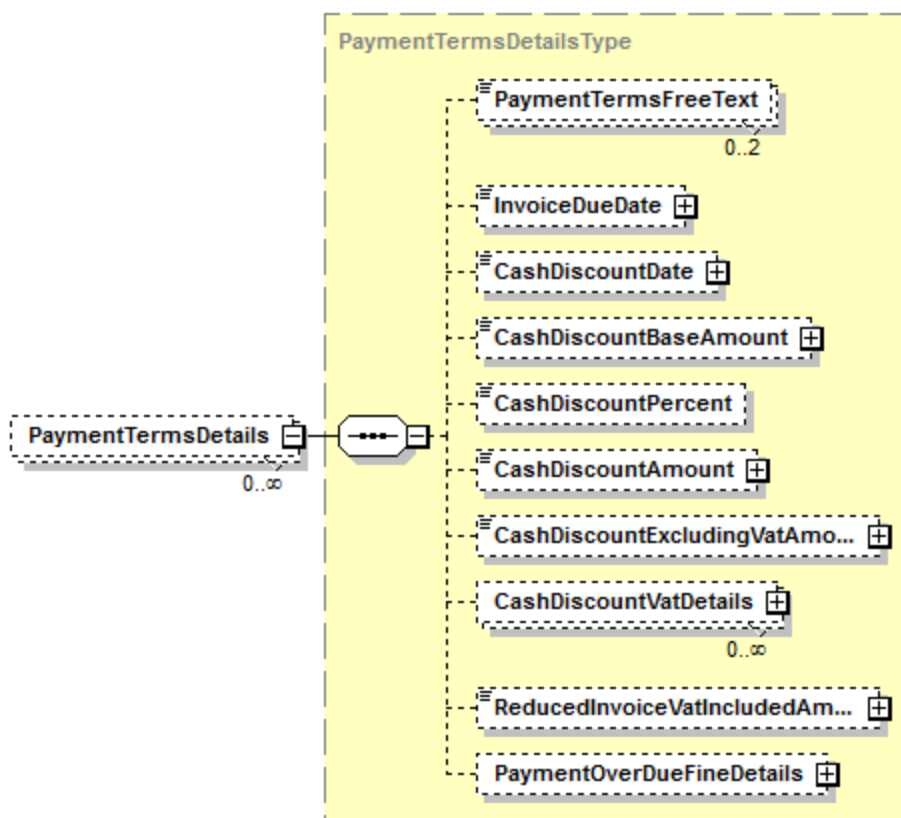 PaymentTermsDetailsType
PaymentTermsFreeText
0..2
InvoiceDueDate
CashDiscountDate
CashDiscountBaseAmount
CashDiscountPercent
PaymentTermsDetails
0..∞
CashDiscountAmount
CashDiscountExcludingVatAmo...
CashDiscountVatDetails
0..∞
ReducedInvoiceVatIncludedAm...
PaymentOverDueFineDetails